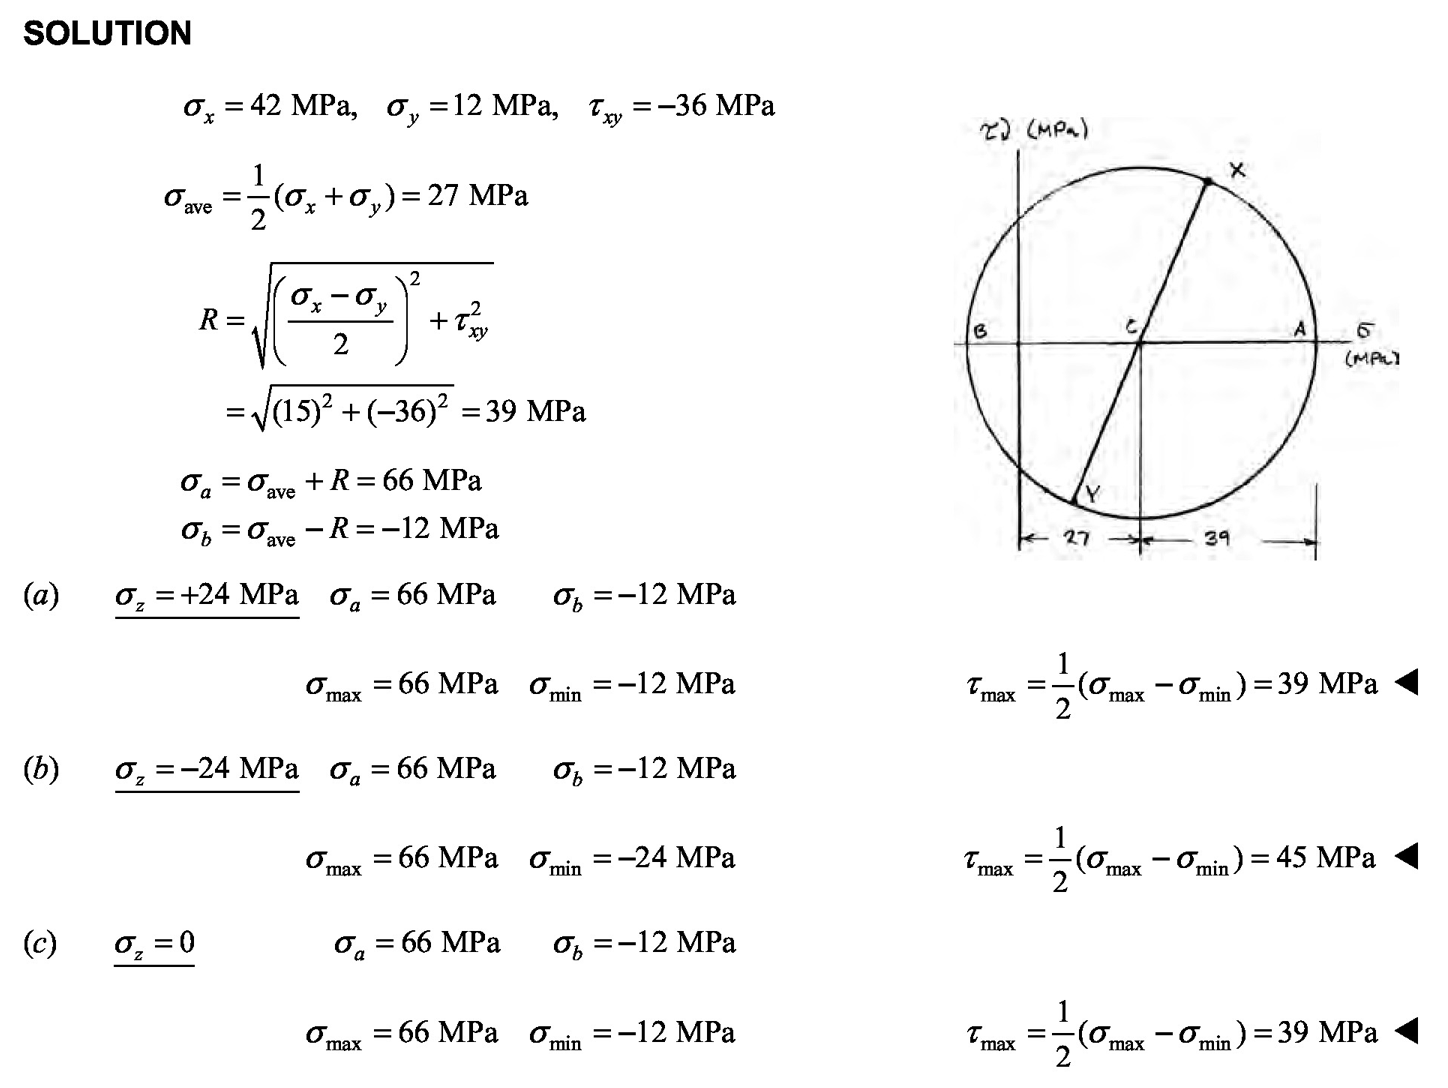 SOLUTION
σx = 42 MPa, σy = 12 MPa, τxy = −36 MPa
σave = 1/2 (σx + σy) = 27 MPa
R = √(((σx − σy)/2)² + τ²xy)
= √((15)² + (−36)²) = 39 MPa
σa = σave + R = 66 MPa
σb = σave − R = −12 MPa
τ↺ (MPa)
X
B C A σ
(MPa)
Y
27 39
(a) σz = +24 MPa σa = 66 MPa σb = −12 MPa
σmax = 66 MPa σmin = −12 MPa τmax = 1/2 (σmax − σmin) = 39 MPa ◄
(b) σz = −24 MPa σa = 66 MPa σb = −12 MPa
σmax = 66 MPa σmin = −24 MPa τmax = 1/2 (σmax − σmin) = 45 MPa ◄
(c) σz = 0 σa = 66 MPa σb = −12 MPa
σmax = 66 MPa σmin = −12 MPa τmax = 1/2 (σmax − σmin) = 39 MPa ◄